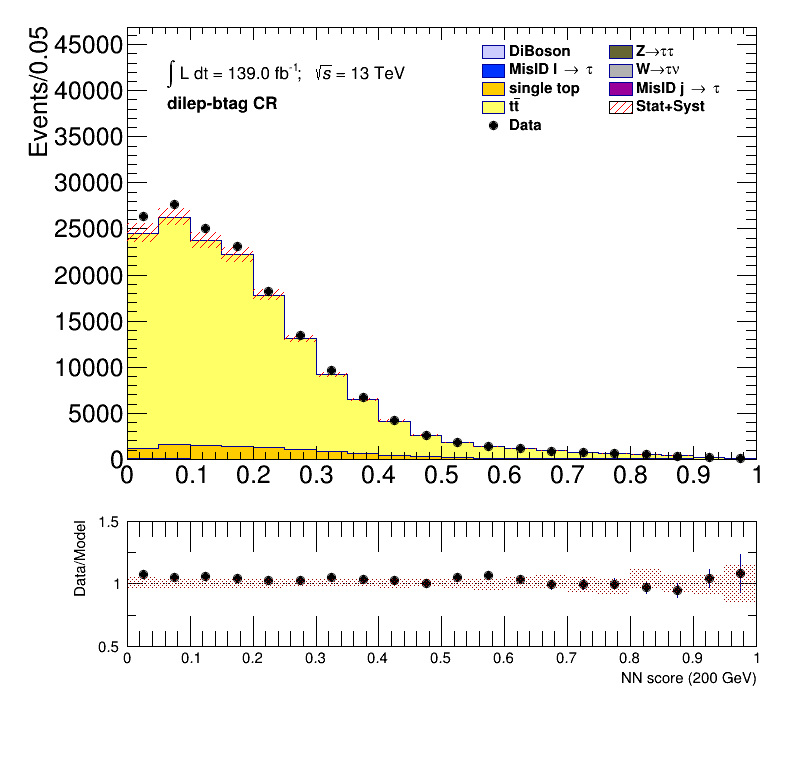 Events/0.05
45000
40000
35000
30000
25000
20000
15000
10000
5000
0
∫ L dt = 139.0 fb⁻¹; √s = 13 TeV
dilep-btag CR
DiBoson
Z→ττ
MisID l → τ
W→τν
single top
MisID j → τ
tt̄
Stat+Syst
Data
0 0.1 0.2 0.3 0.4 0.5 0.6 0.7 0.8 0.9 1
Data/Model
1.5
1
0.5
0 0.1 0.2 0.3 0.4 0.5 0.6 0.7 0.8 0.9 1
NN score (200 GeV)